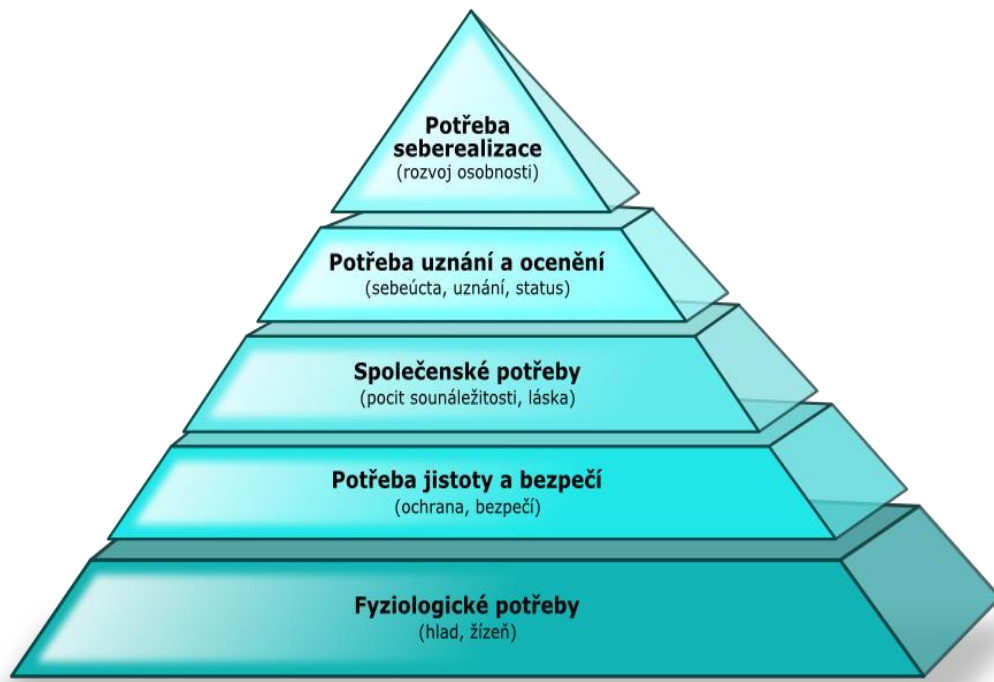 Potřeba
seberealizace
(rozvoj osobnosti)
Potřeba uznání a ocenění
(sebeúcta, uznání, status)
Společenské potřeby
(pocit sounáležitosti, láska)
Potřeba jistoty a bezpečí
(ochrana, bezpečí)
Fyziologické potřeby
(hlad, žízeň)